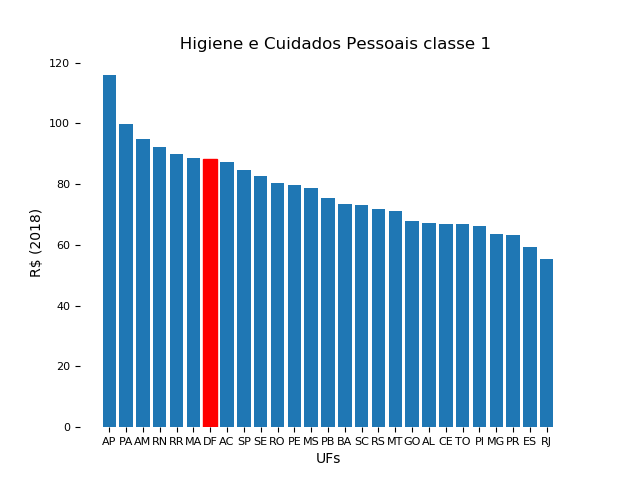 Higiene e Cuidados Pessoais classe 1
120
100
80
60
40
20
0
R$ (2018)
AP PA AM RN RR MA DF AC SP SE RO PE MS PB BA SC RS MT GO AL CE TO PI MG PR ES RJ
UFs